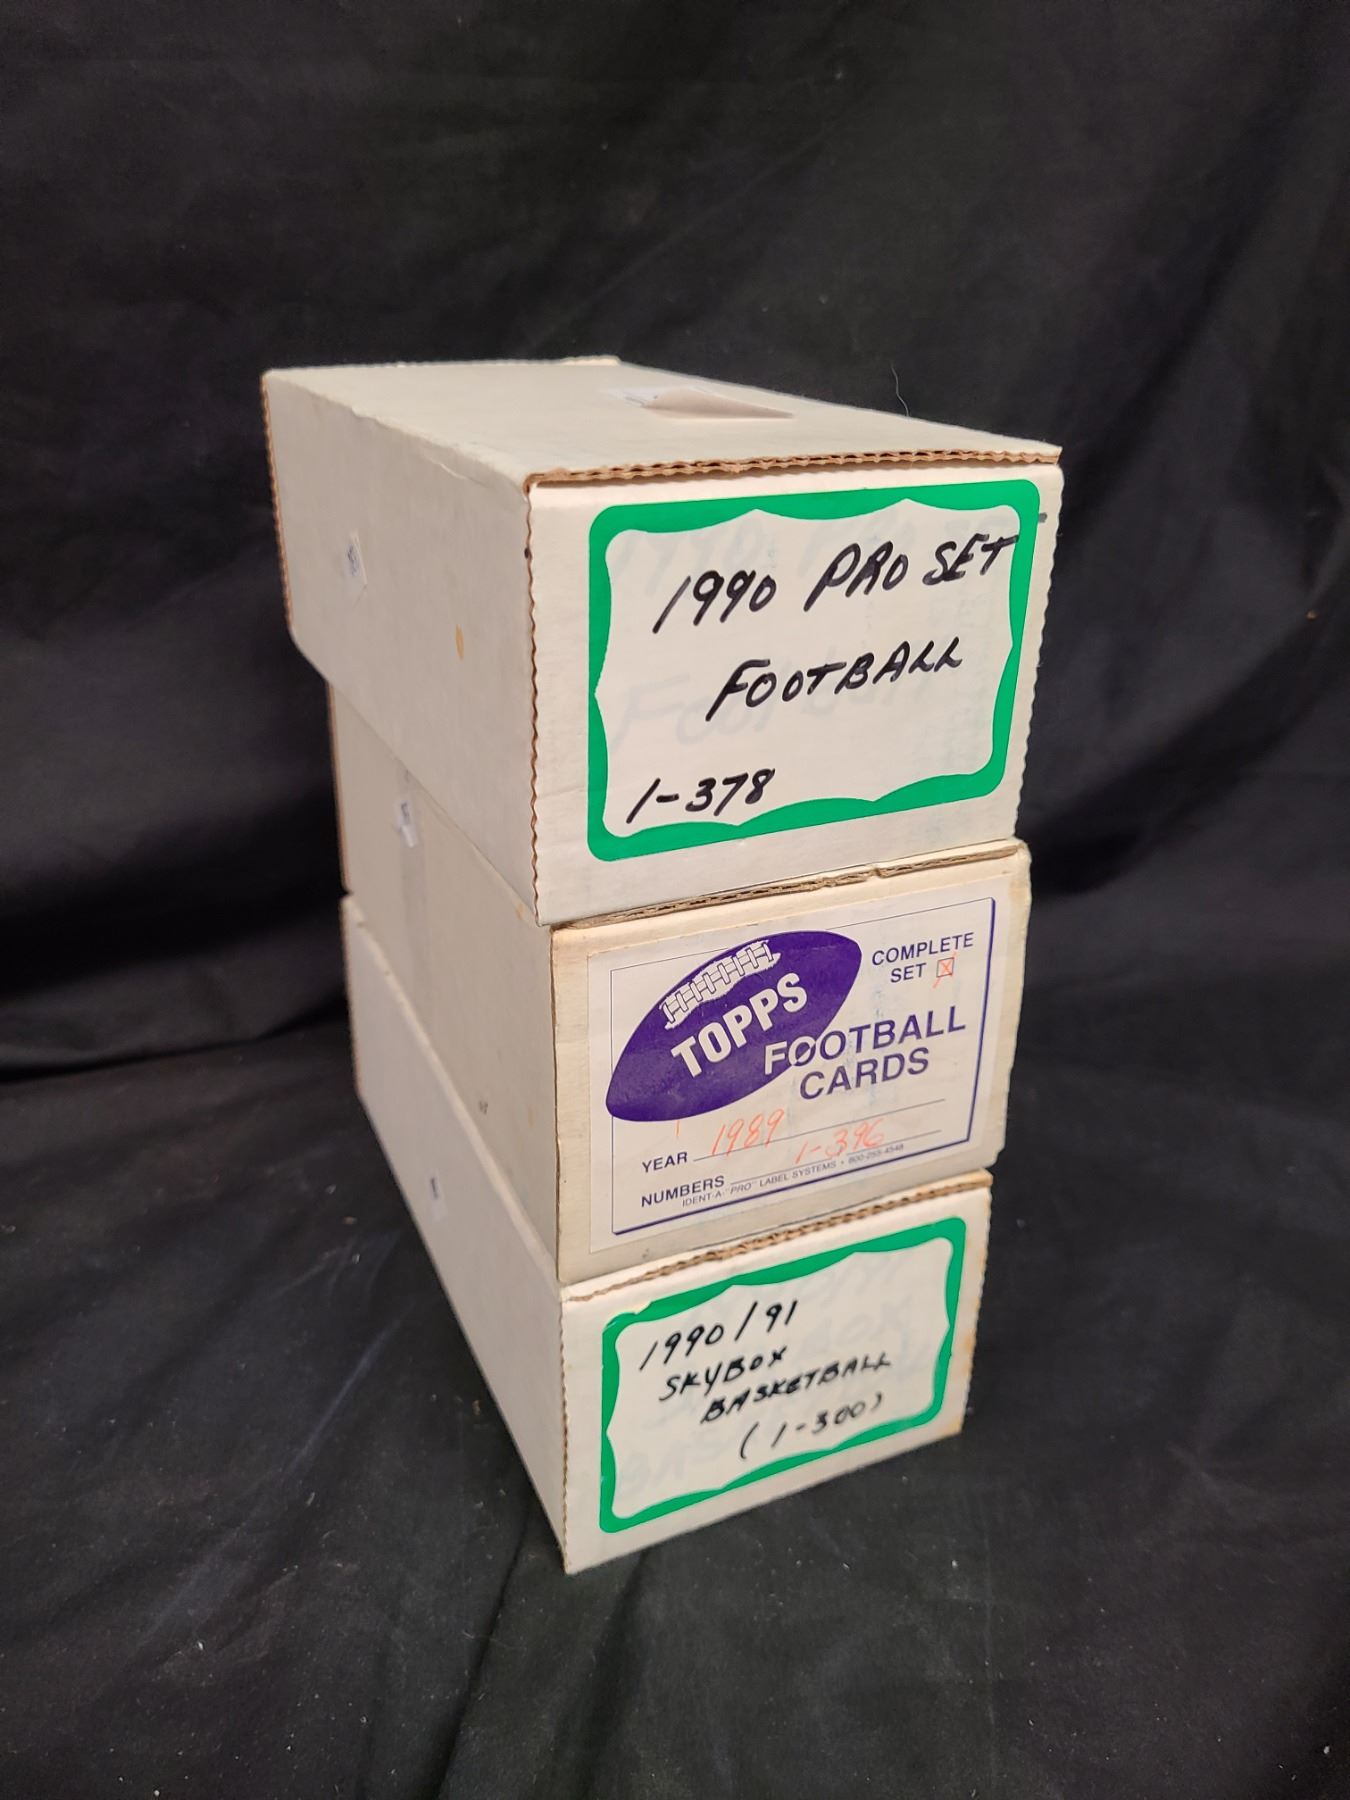 1990 PRO SET
FOOTBALL
1-378
TOPPS
COMPLETE
SET
FOOTBALL
CARDS
YEAR 1989
NUMBERS 1-396
IDENT-A-"PRO" LABEL SYSTEMS • 800-255-4548
1990/91
SKYBOX
BASKETBALL
(1-300)